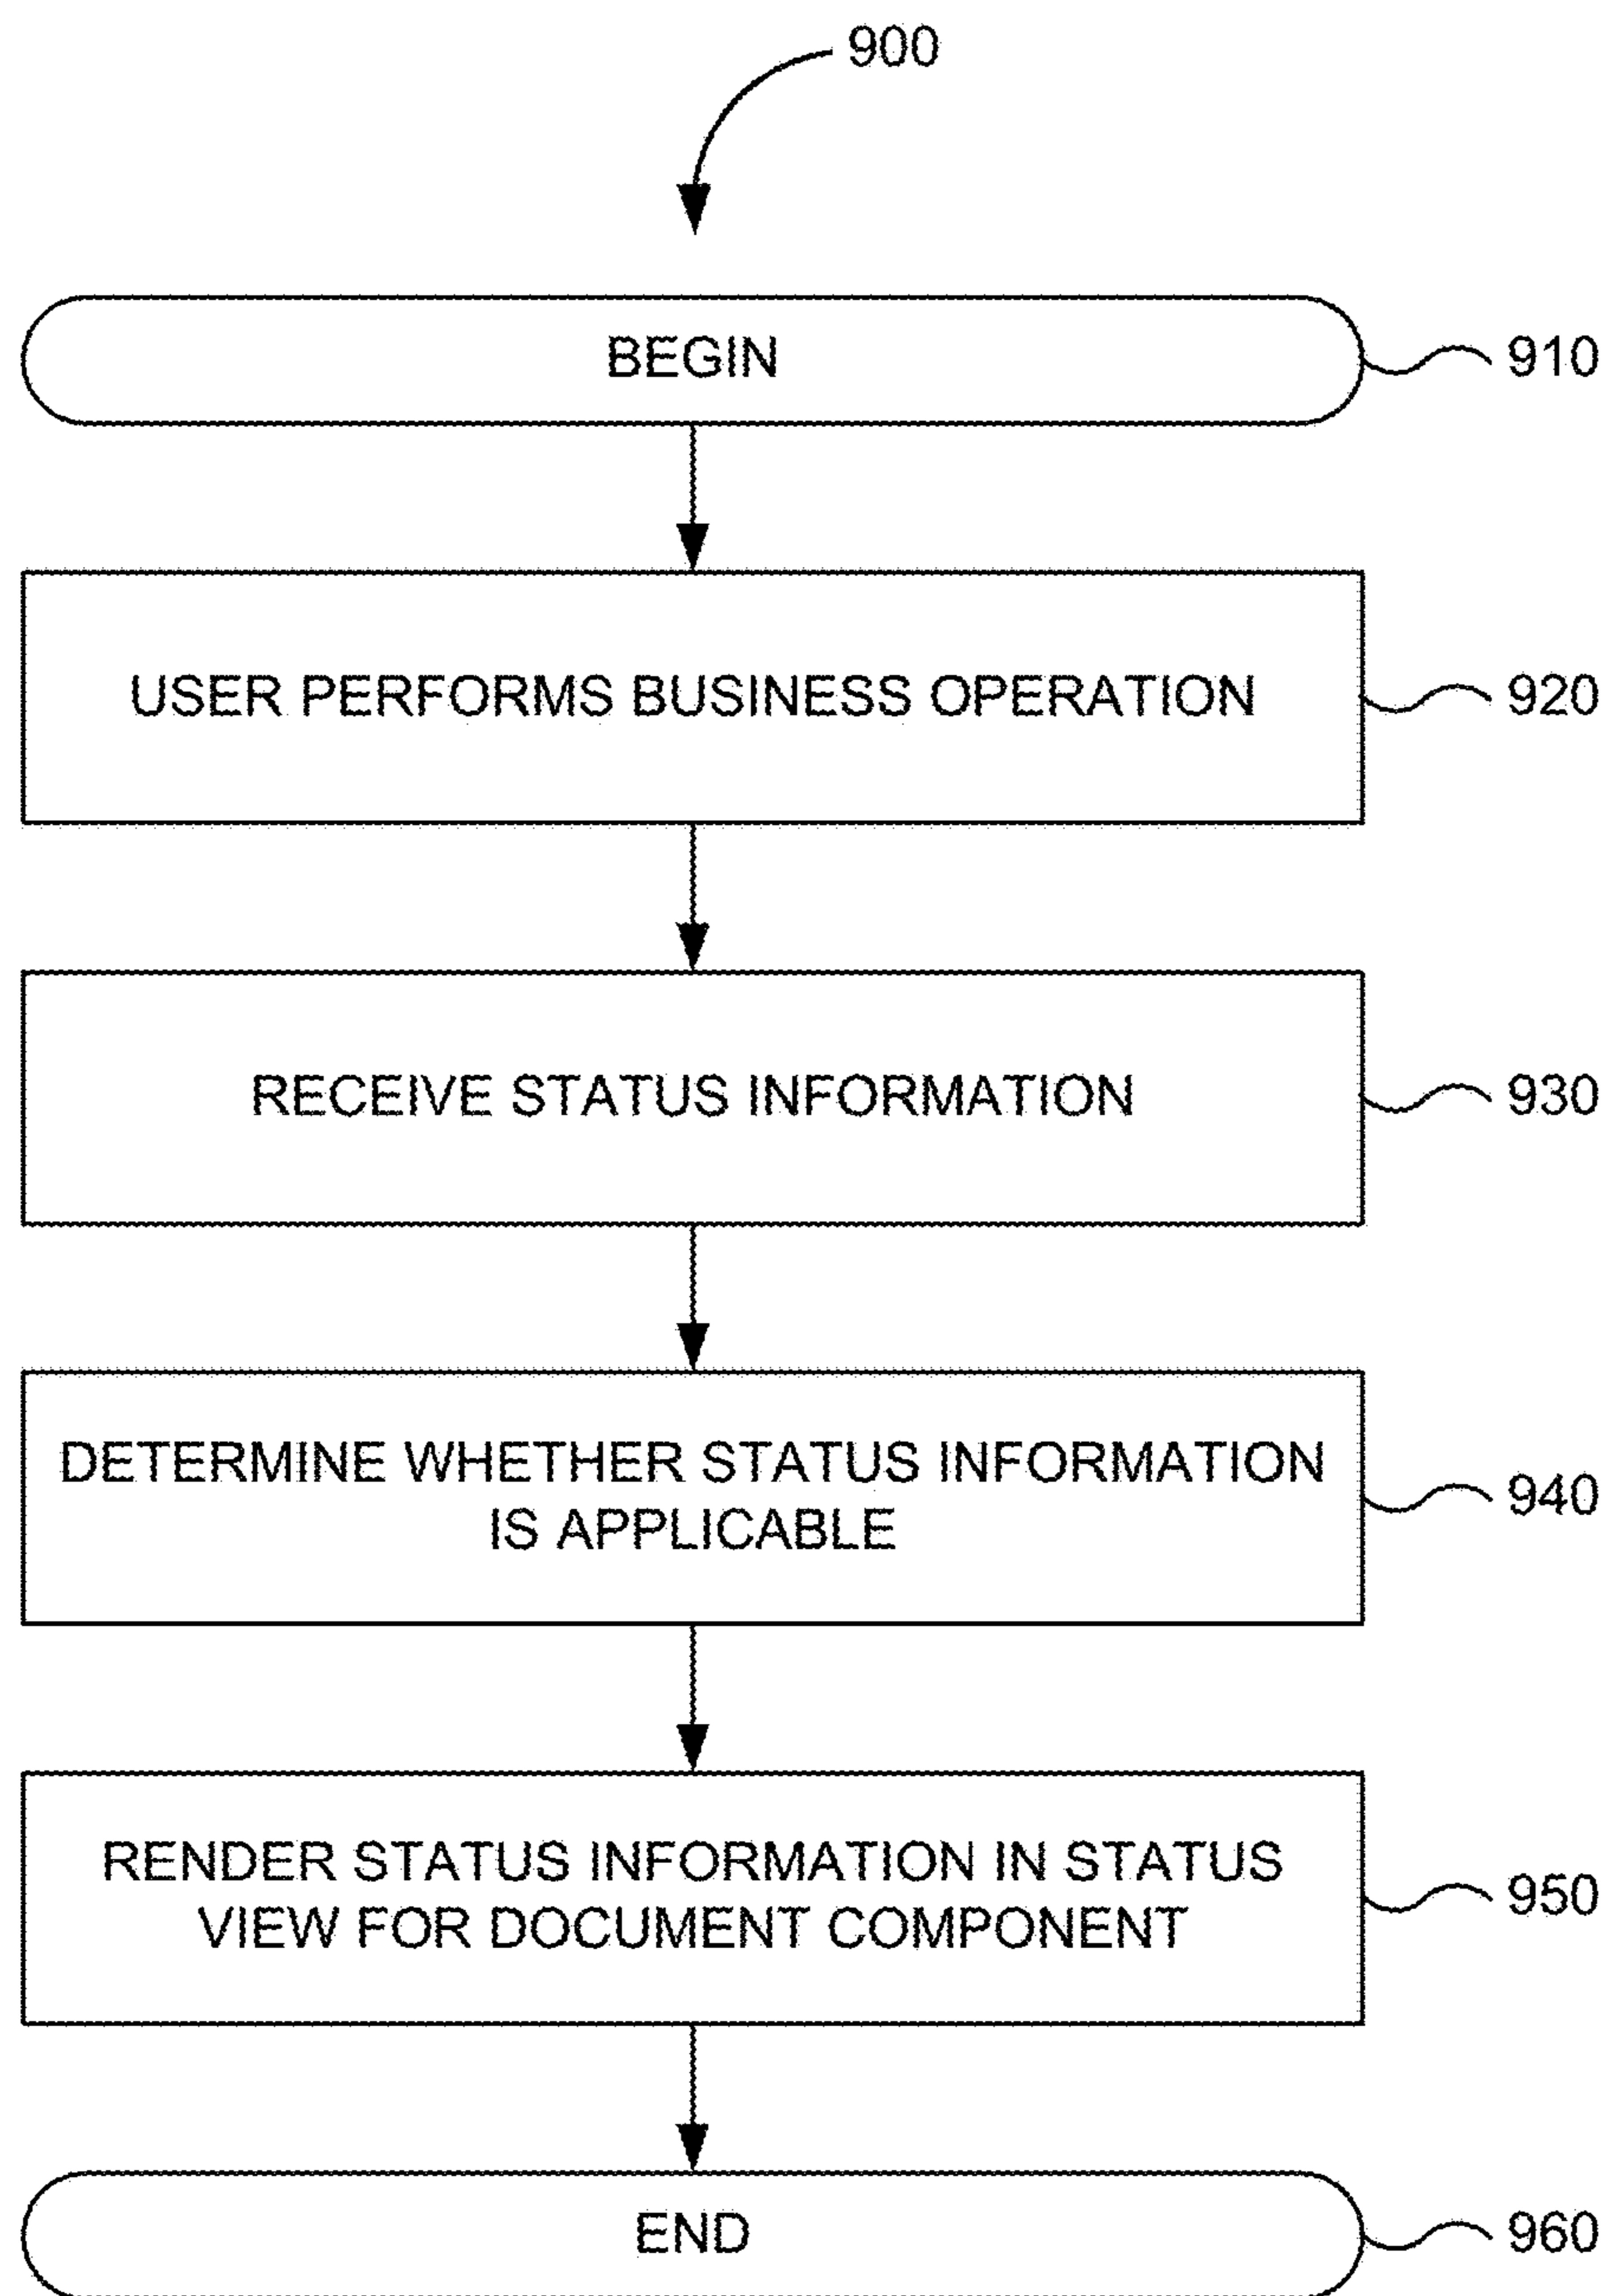 900
BEGIN
910
USER PERFORMS BUSINESS OPERATION
920
RECEIVE STATUS INFORMATION
930
DETERMINE WHETHER STATUS INFORMATION
IS APPLICABLE
940
RENDER STATUS INFORMATION IN STATUS
VIEW FOR DOCUMENT COMPONENT
950
END
960